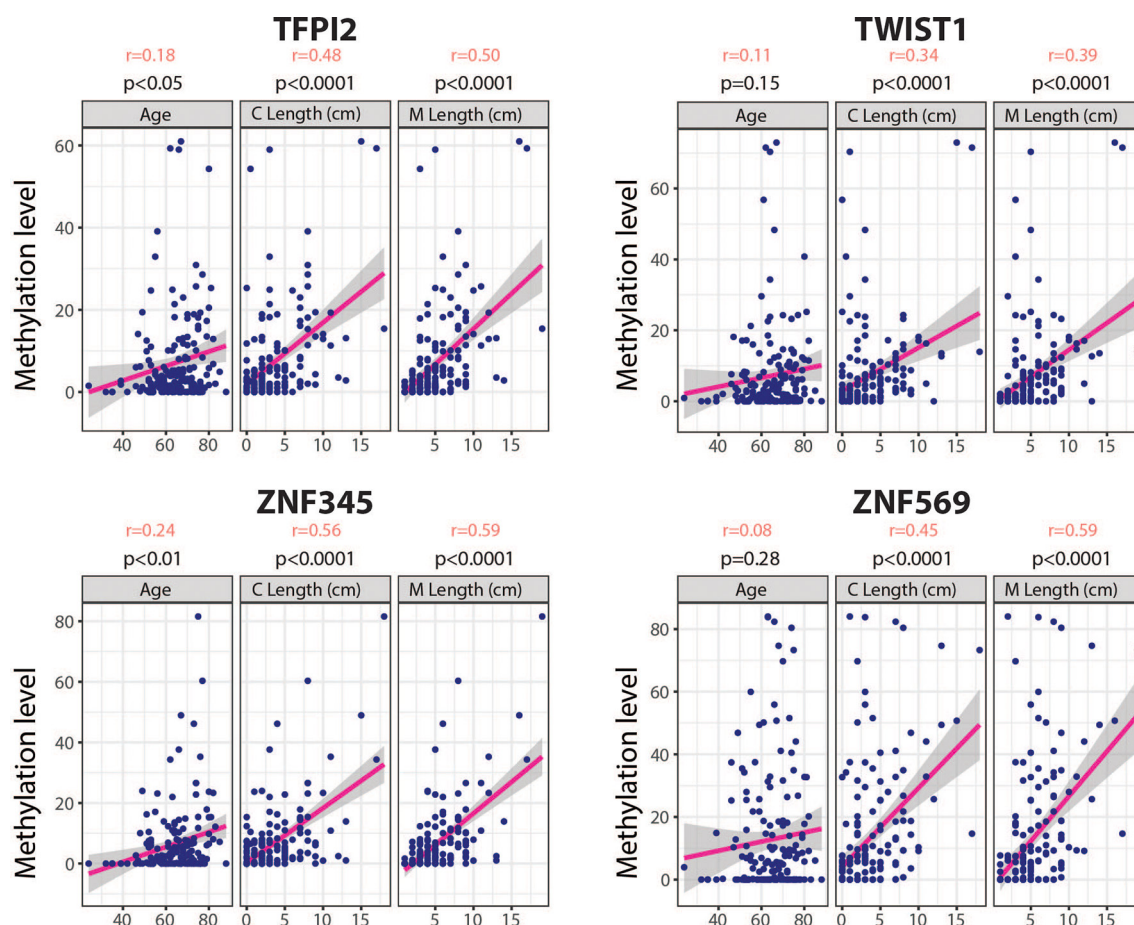 TFPI2
r=0.18 r=0.48 r=0.50
p<0.05 p<0.0001 p<0.0001
Age C Length (cm) M Length (cm)
Methylation level
60
40
20
0
40 60 80 0 5 10 15 5 10 15
TWIST1
r=0.11 r=0.34 r=0.39
p=0.15 p<0.0001 p<0.0001
Age C Length (cm) M Length (cm)
Methylation level
60
40
20
0
40 60 80 0 5 10 15 5 10 15
ZNF345
r=0.24 r=0.56 r=0.59
p<0.01 p<0.0001 p<0.0001
Age C Length (cm) M Length (cm)
Methylation level
80
60
40
20
0
40 60 80 0 5 10 15 5 10 15
ZNF569
r=0.08 r=0.45 r=0.59
p=0.28 p<0.0001 p<0.0001
Age C Length (cm) M Length (cm)
Methylation level
80
60
40
20
0
40 60 80 0 5 10 15 5 10 15